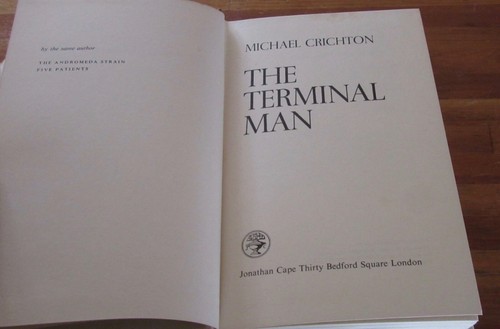 by the same author
THE ANDROMEDA STRAIN
FIVE PATIENTS
MICHAEL CRICHTON
THE
TERMINAL
MAN
Jonathan Cape Thirty Bedford Square London